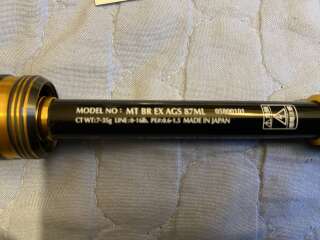 MODEL NO : MT BR EX AGS 87ML
CT WT:7-35g LINE:8-16lb. PE#:0.6-1.5 MADE IN JAPAN